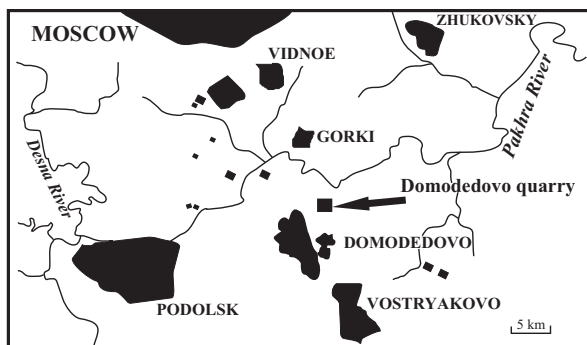 MOSCOW
ZHUKOVSKY
VIDNOE
Pakhra River
GORKI
Desna River
Domodedovo quarry
DOMODEDOVO
PODOLSK
VOSTRYAKOVO
5 km